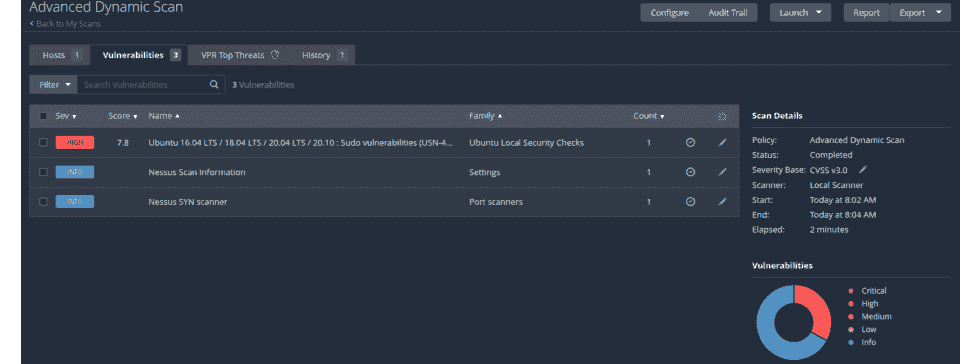 Advanced Dynamic Scan
Back to My Scans
Configure Audit Trail Launch Report Export
Hosts 1 Vulnerabilities 3 VPR Top Threats History 1
Filter Search Vulnerabilities 3 Vulnerabilities
Sev Score Name Family Count
HIGH 7.8 Ubuntu 16.04 LTS / 18.04 LTS / 20.04 LTS / 20.10 : Sudo vulnerabilities (USN-4... Ubuntu Local Security Checks 1
INFO Nessus Scan Information Settings 1
INFO Nessus SYN scanner Port scanners 1
Scan Details
Policy: Advanced Dynamic Scan
Status: Completed
Severity Base: CVSS v3.0
Scanner: Local Scanner
Start: Today at 8:02 AM
End: Today at 8:04 AM
Elapsed: 2 minutes
Vulnerabilities
Critical
High
Medium
Low
Info